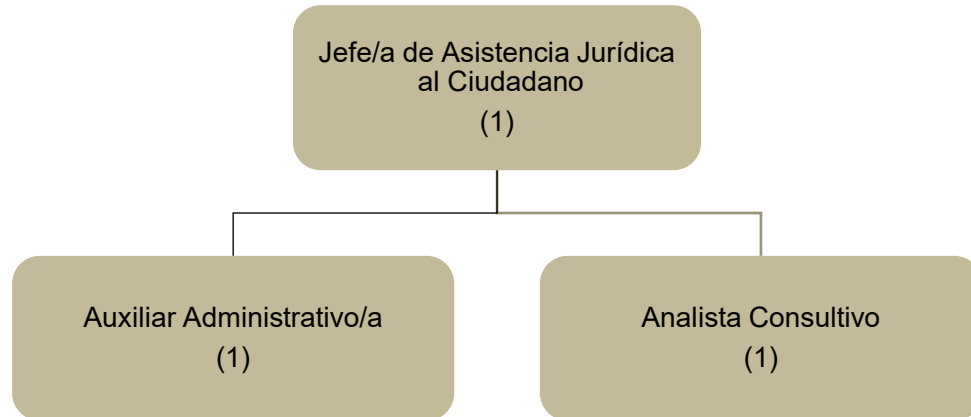 Jefe/a de Asistencia Jurídica
al Ciudadano
(1)
Auxiliar Administrativo/a
(1)
Analista Consultivo
(1)